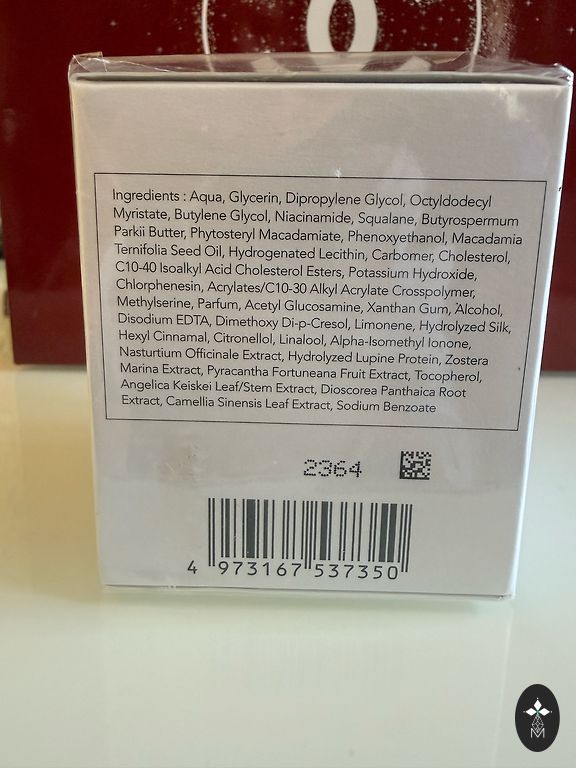 Ingredients : Aqua, Glycerin, Dipropylene Glycol, Octyldodecyl
Myristate, Butylene Glycol, Niacinamide, Squalane, Butyrospermum
Parkii Butter, Phytosteryl Macadamiate, Phenoxyethanol, Macadamia
Ternifolia Seed Oil, Hydrogenated Lecithin, Carbomer, Cholesterol,
C10-40 Isoalkyl Acid Cholesterol Esters, Potassium Hydroxide,
Chlorphenesin, Acrylates/C10-30 Alkyl Acrylate Crosspolymer,
Methylserine, Parfum, Acetyl Glucosamine, Xanthan Gum, Alcohol,
Disodium EDTA, Dimethoxy Di-p-Cresol, Limonene, Hydrolyzed Silk,
Hexyl Cinnamal, Citronellol, Linalool, Alpha-Isomethyl Ionone,
Nasturtium Officinale Extract, Hydrolyzed Lupine Protein, Zostera
Marina Extract, Pyracantha Fortuneana Fruit Extract, Tocopherol,
Angelica Keiskei Leaf/Stem Extract, Dioscorea Panthaica Root
Extract, Camellia Sinensis Leaf Extract, Sodium Benzoate
2364
4 973167 537350
M